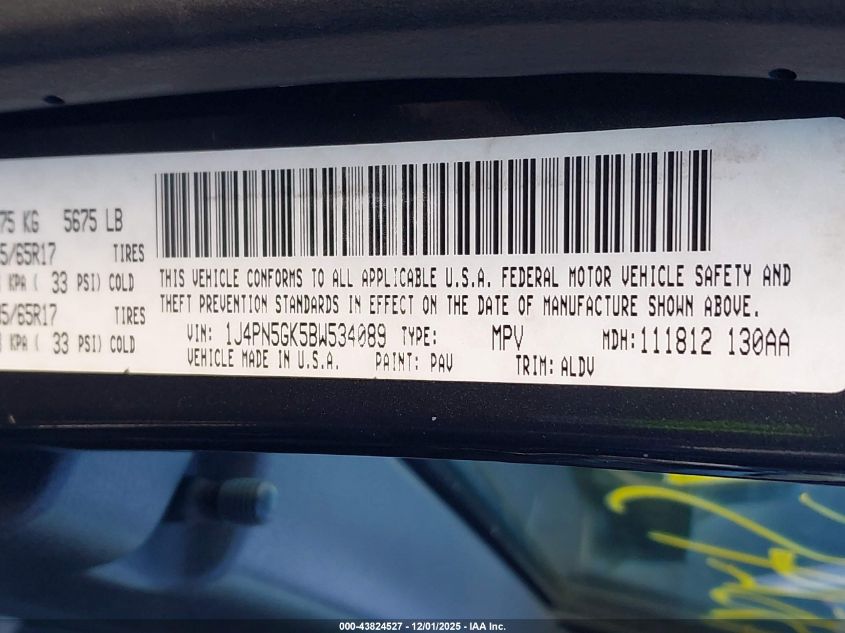 75 KG 5675 LB
5/65R17 TIRES
KPA ( 33 PSI) COLD
5/65R17 TIRES
KPA ( 33 PSI) COLD
THIS VEHICLE CONFORMS TO ALL APPLICABLE U.S.A. FEDERAL MOTOR VEHICLE SAFETY AND
THEFT PREVENTION STANDARDS IN EFFECT ON THE DATE OF MANUFACTURE SHOWN ABOVE.
VIN: 1J4PN5GK5BW534089 TYPE: MPV MDH:111812 130AA
VEHICLE MADE IN U.S.A. PAINT: PAV TRIM: ALDV
000-43824527 - 12/01/2025 - IAA Inc.